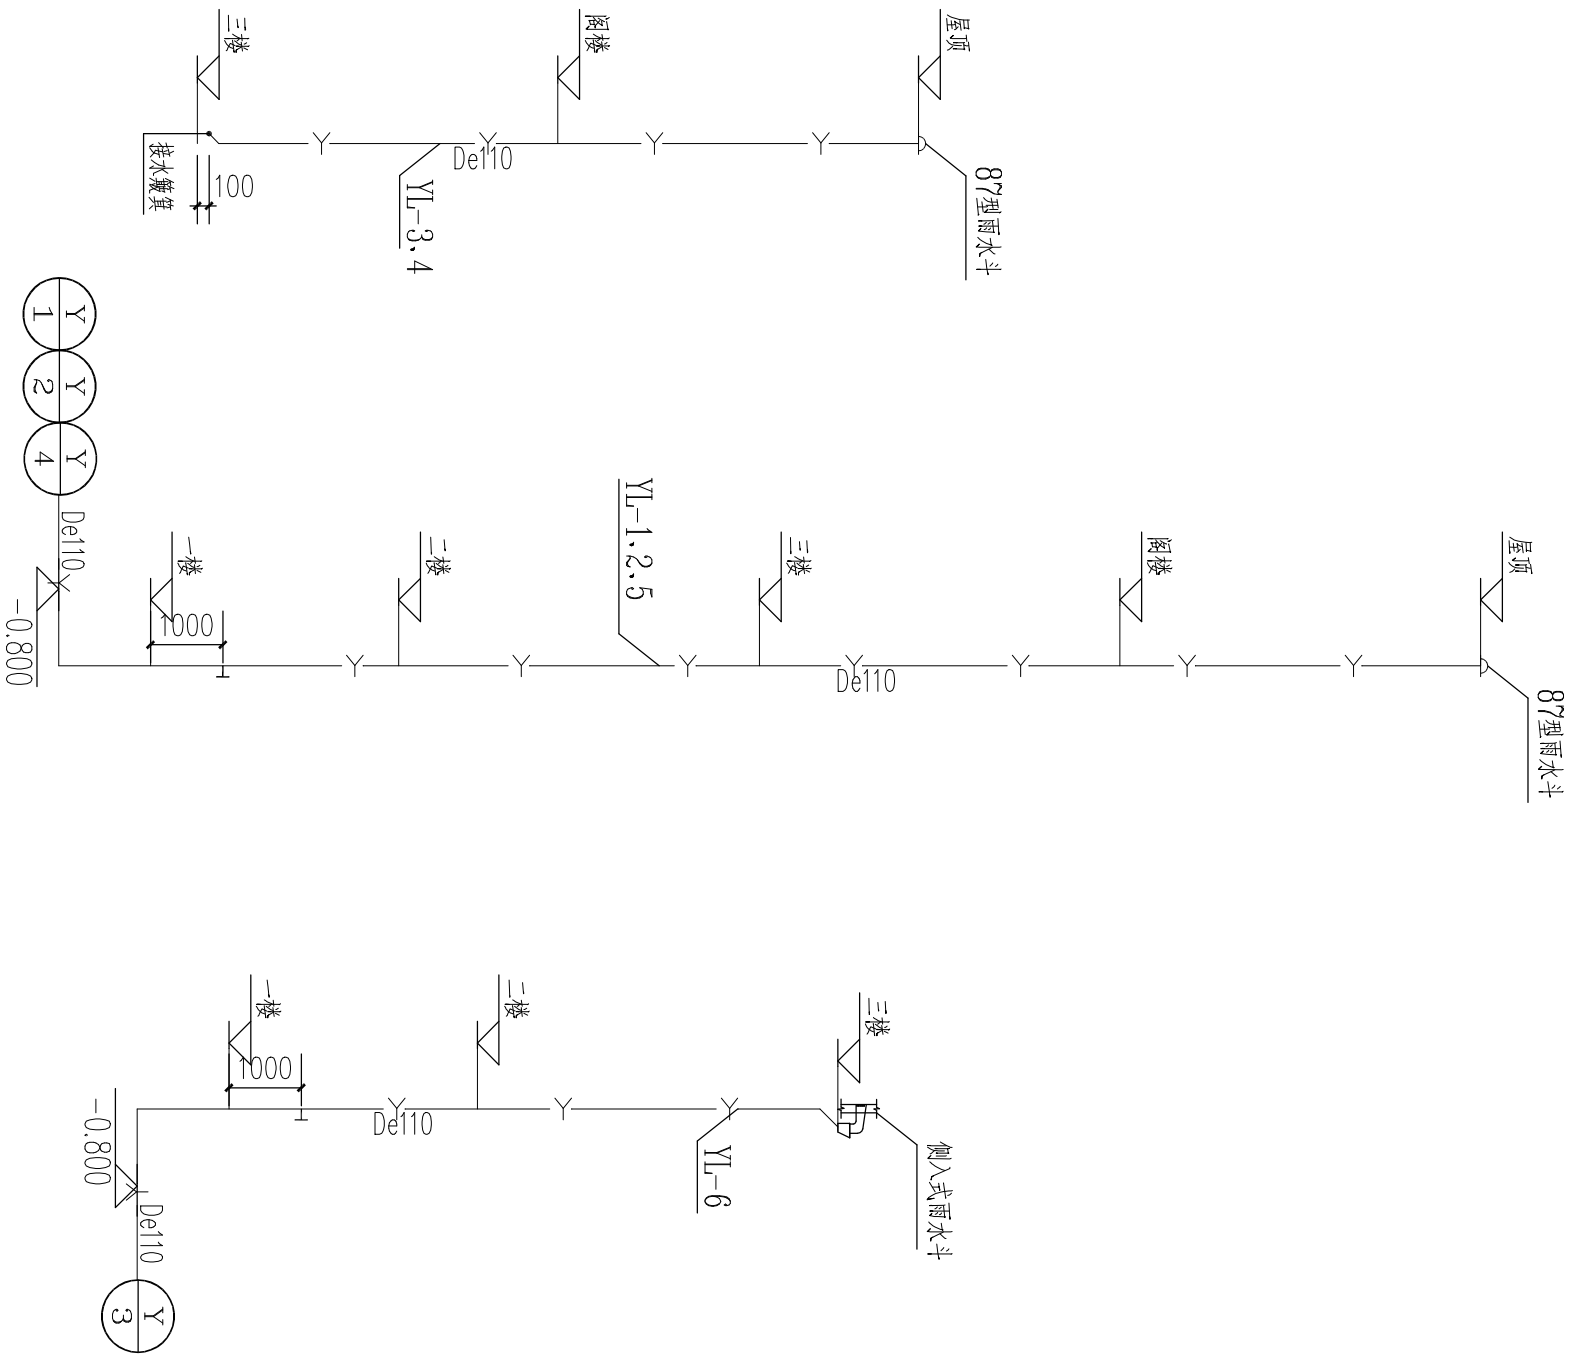 屋顶
87型雨水斗
阁楼
De110
YL-3.4
三楼
100
接水簸箕
屋顶
87型雨水斗
阁楼
De110
三楼
YL-1.2.5
二楼
一楼
1000
De110
-0.800
Y
1
Y
2
Y
4
三楼
侧入式雨水斗
YL-6
二楼
De110
一楼
1000
-0.800
De110
Y
3
Y
Y
Y
Y
Y
Y
Y
Y
Y
Y
Y
Y
Y
Y